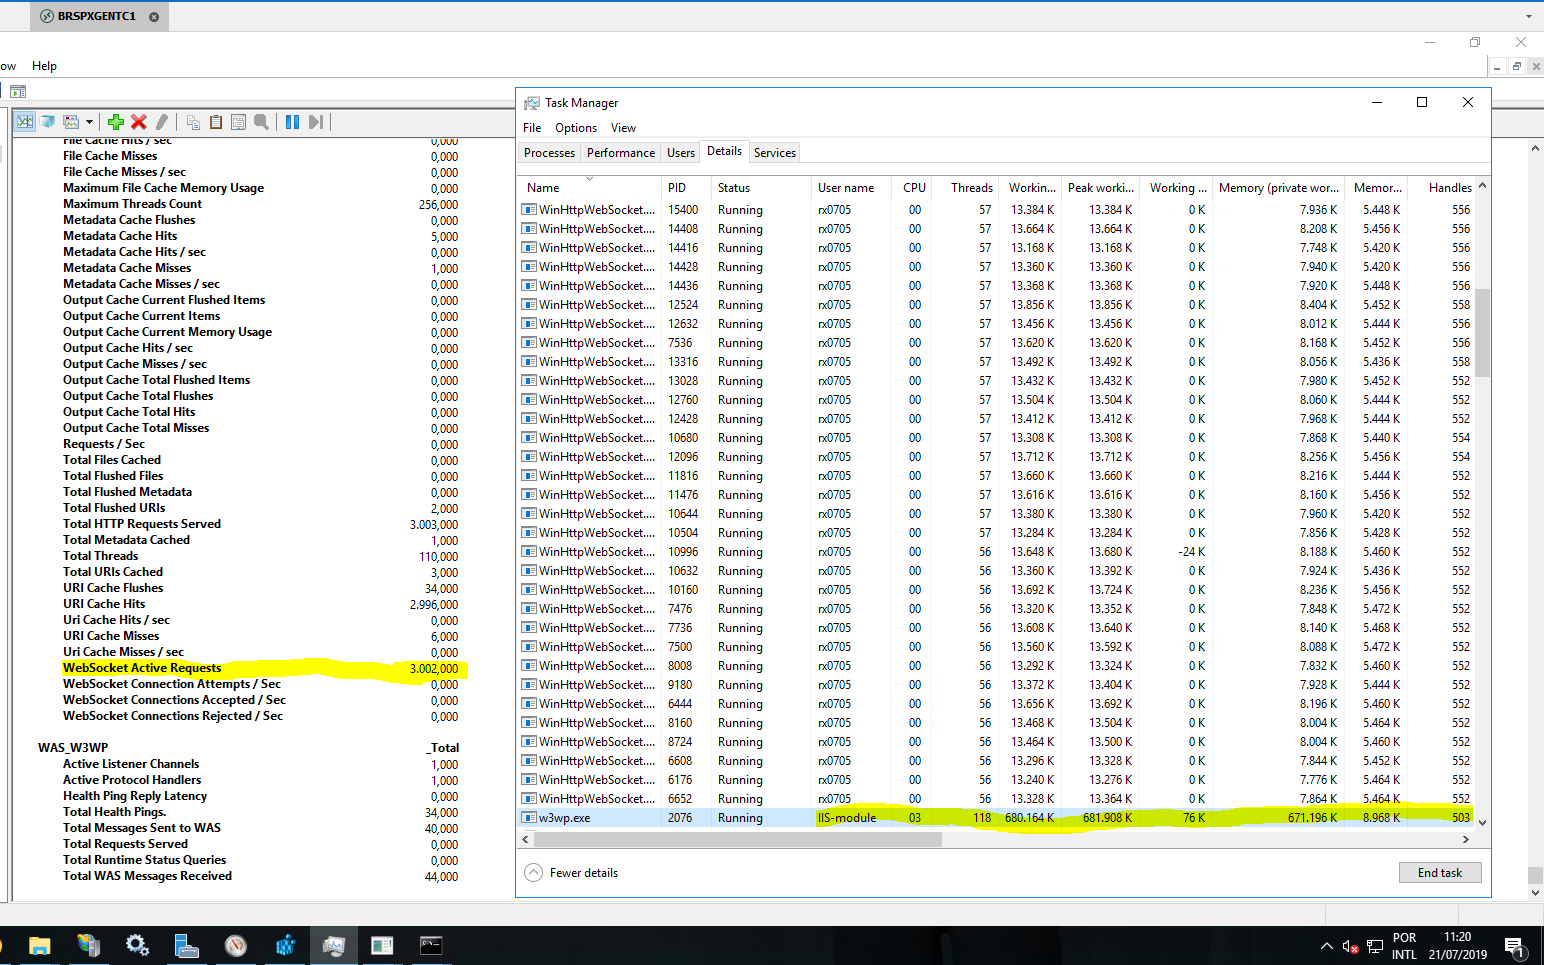 BRSPXGENTC1
ow Help
File Cache Hits / sec 0,000
File Cache Misses 0,000
File Cache Misses / sec 0,000
Maximum File Cache Memory Usage 0,000
Maximum Threads Count 256,000
Metadata Cache Flushes 0,000
Metadata Cache Hits 5,000
Metadata Cache Hits / sec 0,000
Metadata Cache Misses 1,000
Metadata Cache Misses / sec 0,000
Output Cache Current Flushed Items 0,000
Output Cache Current Items 0,000
Output Cache Current Memory Usage 0,000
Output Cache Hits / sec 0,000
Output Cache Misses / sec 0,000
Output Cache Total Flushed Items 0,000
Output Cache Total Flushes 0,000
Output Cache Total Hits 0,000
Output Cache Total Misses 0,000
Requests / Sec 0,000
Total Files Cached 0,000
Total Flushed Files 0,000
Total Flushed Metadata 0,000
Total Flushed URIs 2,000
Total HTTP Requests Served 3.003,000
Total Metadata Cached 1,000
Total Threads 110,000
Total URIs Cached 3,000
URI Cache Flushes 34,000
URI Cache Hits 2.996,000
Uri Cache Hits / sec 0,000
URI Cache Misses 6,000
Uri Cache Misses / sec 0,000
WebSocket Active Requests 3.002,000
WebSocket Connection Attempts / Sec 0,000
WebSocket Connections Accepted / Sec 0,000
WebSocket Connections Rejected / Sec 0,000
WAS_W3WP _Total
Active Listener Channels 1,000
Active Protocol Handlers 1,000
Health Ping Reply Latency 0,000
Total Health Pings. 34,000
Total Messages Sent to WAS 40,000
Total Requests Served 0,000
Total Runtime Status Queries 0,000
Total WAS Messages Received 44,000
Task Manager
File Options View
Processes Performance Users Details Services
Name PID Status User name CPU Threads Workin... Peak worki... Working ... Memory (private wor... Memor... Handles
WinHttpWebSocket.... 15400 Running rx0705 00 57 13.384 K 13.384 K 0 K 7.936 K 5.448 K 556
WinHttpWebSocket.... 14408 Running rx0705 00 57 13.664 K 13.664 K 0 K 8.208 K 5.456 K 556
WinHttpWebSocket.... 14416 Running rx0705 00 57 13.168 K 13.168 K 0 K 7.748 K 5.420 K 556
WinHttpWebSocket.... 14428 Running rx0705 00 57 13.360 K 13.360 K 0 K 7.940 K 5.420 K 556
WinHttpWebSocket.... 14436 Running rx0705 00 57 13.368 K 13.368 K 0 K 7.920 K 5.448 K 556
WinHttpWebSocket.... 12524 Running rx0705 00 57 13.856 K 13.856 K 0 K 8.404 K 5.452 K 558
WinHttpWebSocket.... 12632 Running rx0705 00 57 13.456 K 13.456 K 0 K 8.012 K 5.444 K 556
WinHttpWebSocket.... 7536 Running rx0705 00 57 13.620 K 13.620 K 0 K 8.168 K 5.452 K 556
WinHttpWebSocket.... 13316 Running rx0705 00 57 13.492 K 13.492 K 0 K 8.056 K 5.436 K 558
WinHttpWebSocket.... 13028 Running rx0705 00 57 13.432 K 13.432 K 0 K 7.980 K 5.452 K 552
WinHttpWebSocket.... 12760 Running rx0705 00 57 13.504 K 13.504 K 0 K 8.060 K 5.444 K 552
WinHttpWebSocket.... 12428 Running rx0705 00 57 13.412 K 13.412 K 0 K 7.968 K 5.444 K 552
WinHttpWebSocket.... 10680 Running rx0705 00 57 13.308 K 13.308 K 0 K 7.868 K 5.440 K 554
WinHttpWebSocket.... 12096 Running rx0705 00 57 13.712 K 13.712 K 0 K 8.256 K 5.456 K 554
WinHttpWebSocket.... 11816 Running rx0705 00 57 13.660 K 13.660 K 0 K 8.216 K 5.444 K 552
WinHttpWebSocket.... 11476 Running rx0705 00 57 13.616 K 13.616 K 0 K 8.160 K 5.456 K 552
WinHttpWebSocket.... 10644 Running rx0705 00 57 13.380 K 13.380 K 0 K 7.960 K 5.420 K 552
WinHttpWebSocket.... 10504 Running rx0705 00 57 13.284 K 13.284 K 0 K 7.856 K 5.428 K 552
WinHttpWebSocket.... 10996 Running rx0705 00 56 13.648 K 13.680 K -24 K 8.188 K 5.460 K 552
WinHttpWebSocket.... 10632 Running rx0705 00 56 13.360 K 13.392 K 0 K 7.924 K 5.436 K 552
WinHttpWebSocket.... 10160 Running rx0705 00 56 13.692 K 13.724 K 0 K 8.236 K 5.456 K 552
WinHttpWebSocket.... 7476 Running rx0705 00 56 13.320 K 13.352 K 0 K 7.848 K 5.472 K 552
WinHttpWebSocket.... 7736 Running rx0705 00 56 13.608 K 13.640 K 0 K 8.140 K 5.468 K 552
WinHttpWebSocket.... 7500 Running rx0705 00 56 13.560 K 13.592 K 0 K 8.088 K 5.472 K 552
WinHttpWebSocket.... 8008 Running rx0705 00 56 13.292 K 13.324 K 0 K 7.832 K 5.460 K 552
WinHttpWebSocket.... 9180 Running rx0705 00 56 13.372 K 13.404 K 0 K 7.928 K 5.444 K 552
WinHttpWebSocket.... 6444 Running rx0705 00 56 13.656 K 13.692 K 0 K 8.196 K 5.460 K 552
WinHttpWebSocket.... 8160 Running rx0705 00 56 13.468 K 13.504 K 0 K 8.004 K 5.464 K 552
WinHttpWebSocket.... 8724 Running rx0705 00 56 13.464 K 13.500 K 0 K 8.004 K 5.460 K 552
WinHttpWebSocket.... 6608 Running rx0705 00 56 13.296 K 13.328 K 0 K 7.844 K 5.452 K 552
WinHttpWebSocket.... 6176 Running rx0705 00 56 13.240 K 13.276 K 0 K 7.776 K 5.464 K 552
WinHttpWebSocket.... 6652 Running rx0705 00 56 13.328 K 13.364 K 0 K 7.864 K 5.464 K 552
w3wp.exe 2076 Running IIS-module 03 118 680.164 K 681.908 K 76 K 671.196 K 8.968 K 503
Fewer details End task
POR 11:20
INTL 21/07/2019 1